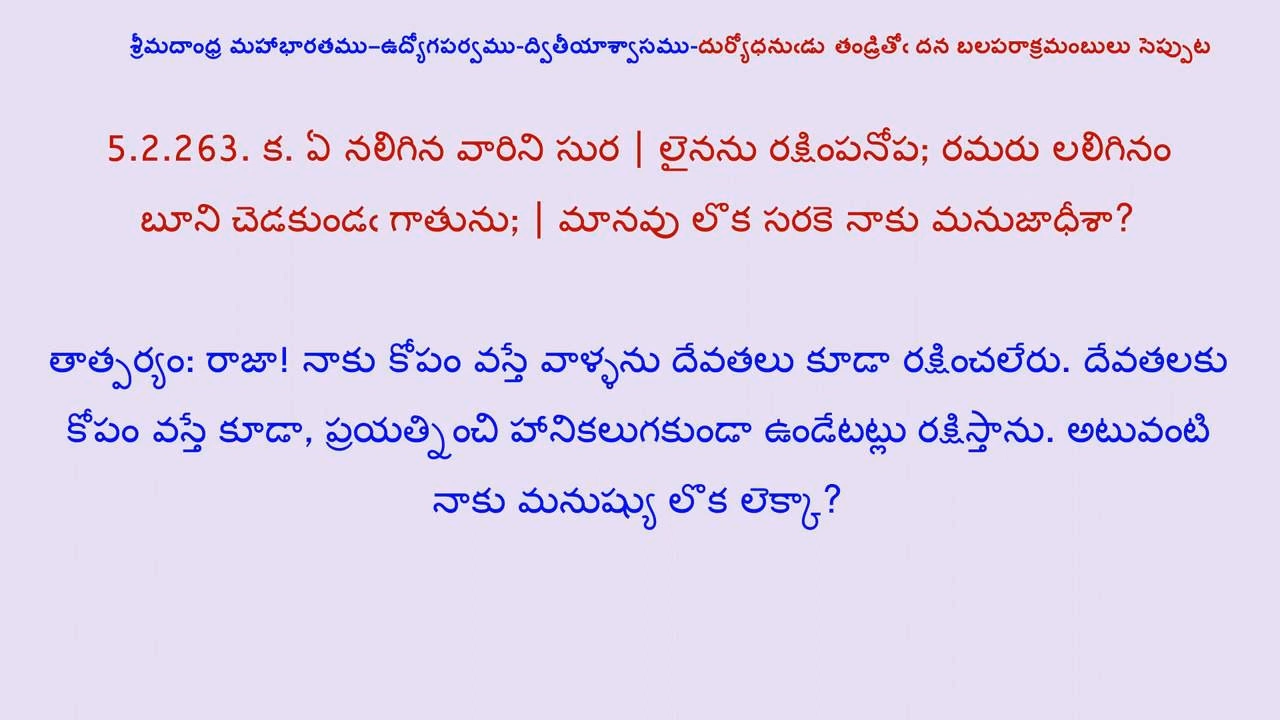 శ్రీమదాంధ్ర మహాభారతము–ఉద్యోగపర్వము-ద్వితీయాశ్వాసము-దుర్యోధనుఁడు తండ్రితోఁ దన బలపరాక్రమంబులు సెప్పుట
5.2.263. క. ఏ నలిగిన వారిని సుర | లైనను రక్షింపనోప; రమరు లలిగినం
బూని చెడకుండఁ గాతును; | మానవు లొక సరకె నాకు మనుజాధీశా?
తాత్పర్యం: రాజా! నాకు కోపం వస్తే వాళ్ళను దేవతలు కూడా రక్షించలేరు. దేవతలకు
కోపం వస్తే కూడా, ప్రయత్నించి హానికలుగకుండా ఉండేటట్లు రక్షిస్తాను. అటువంటి
నాకు మనుష్యు లొక లెక్కా?